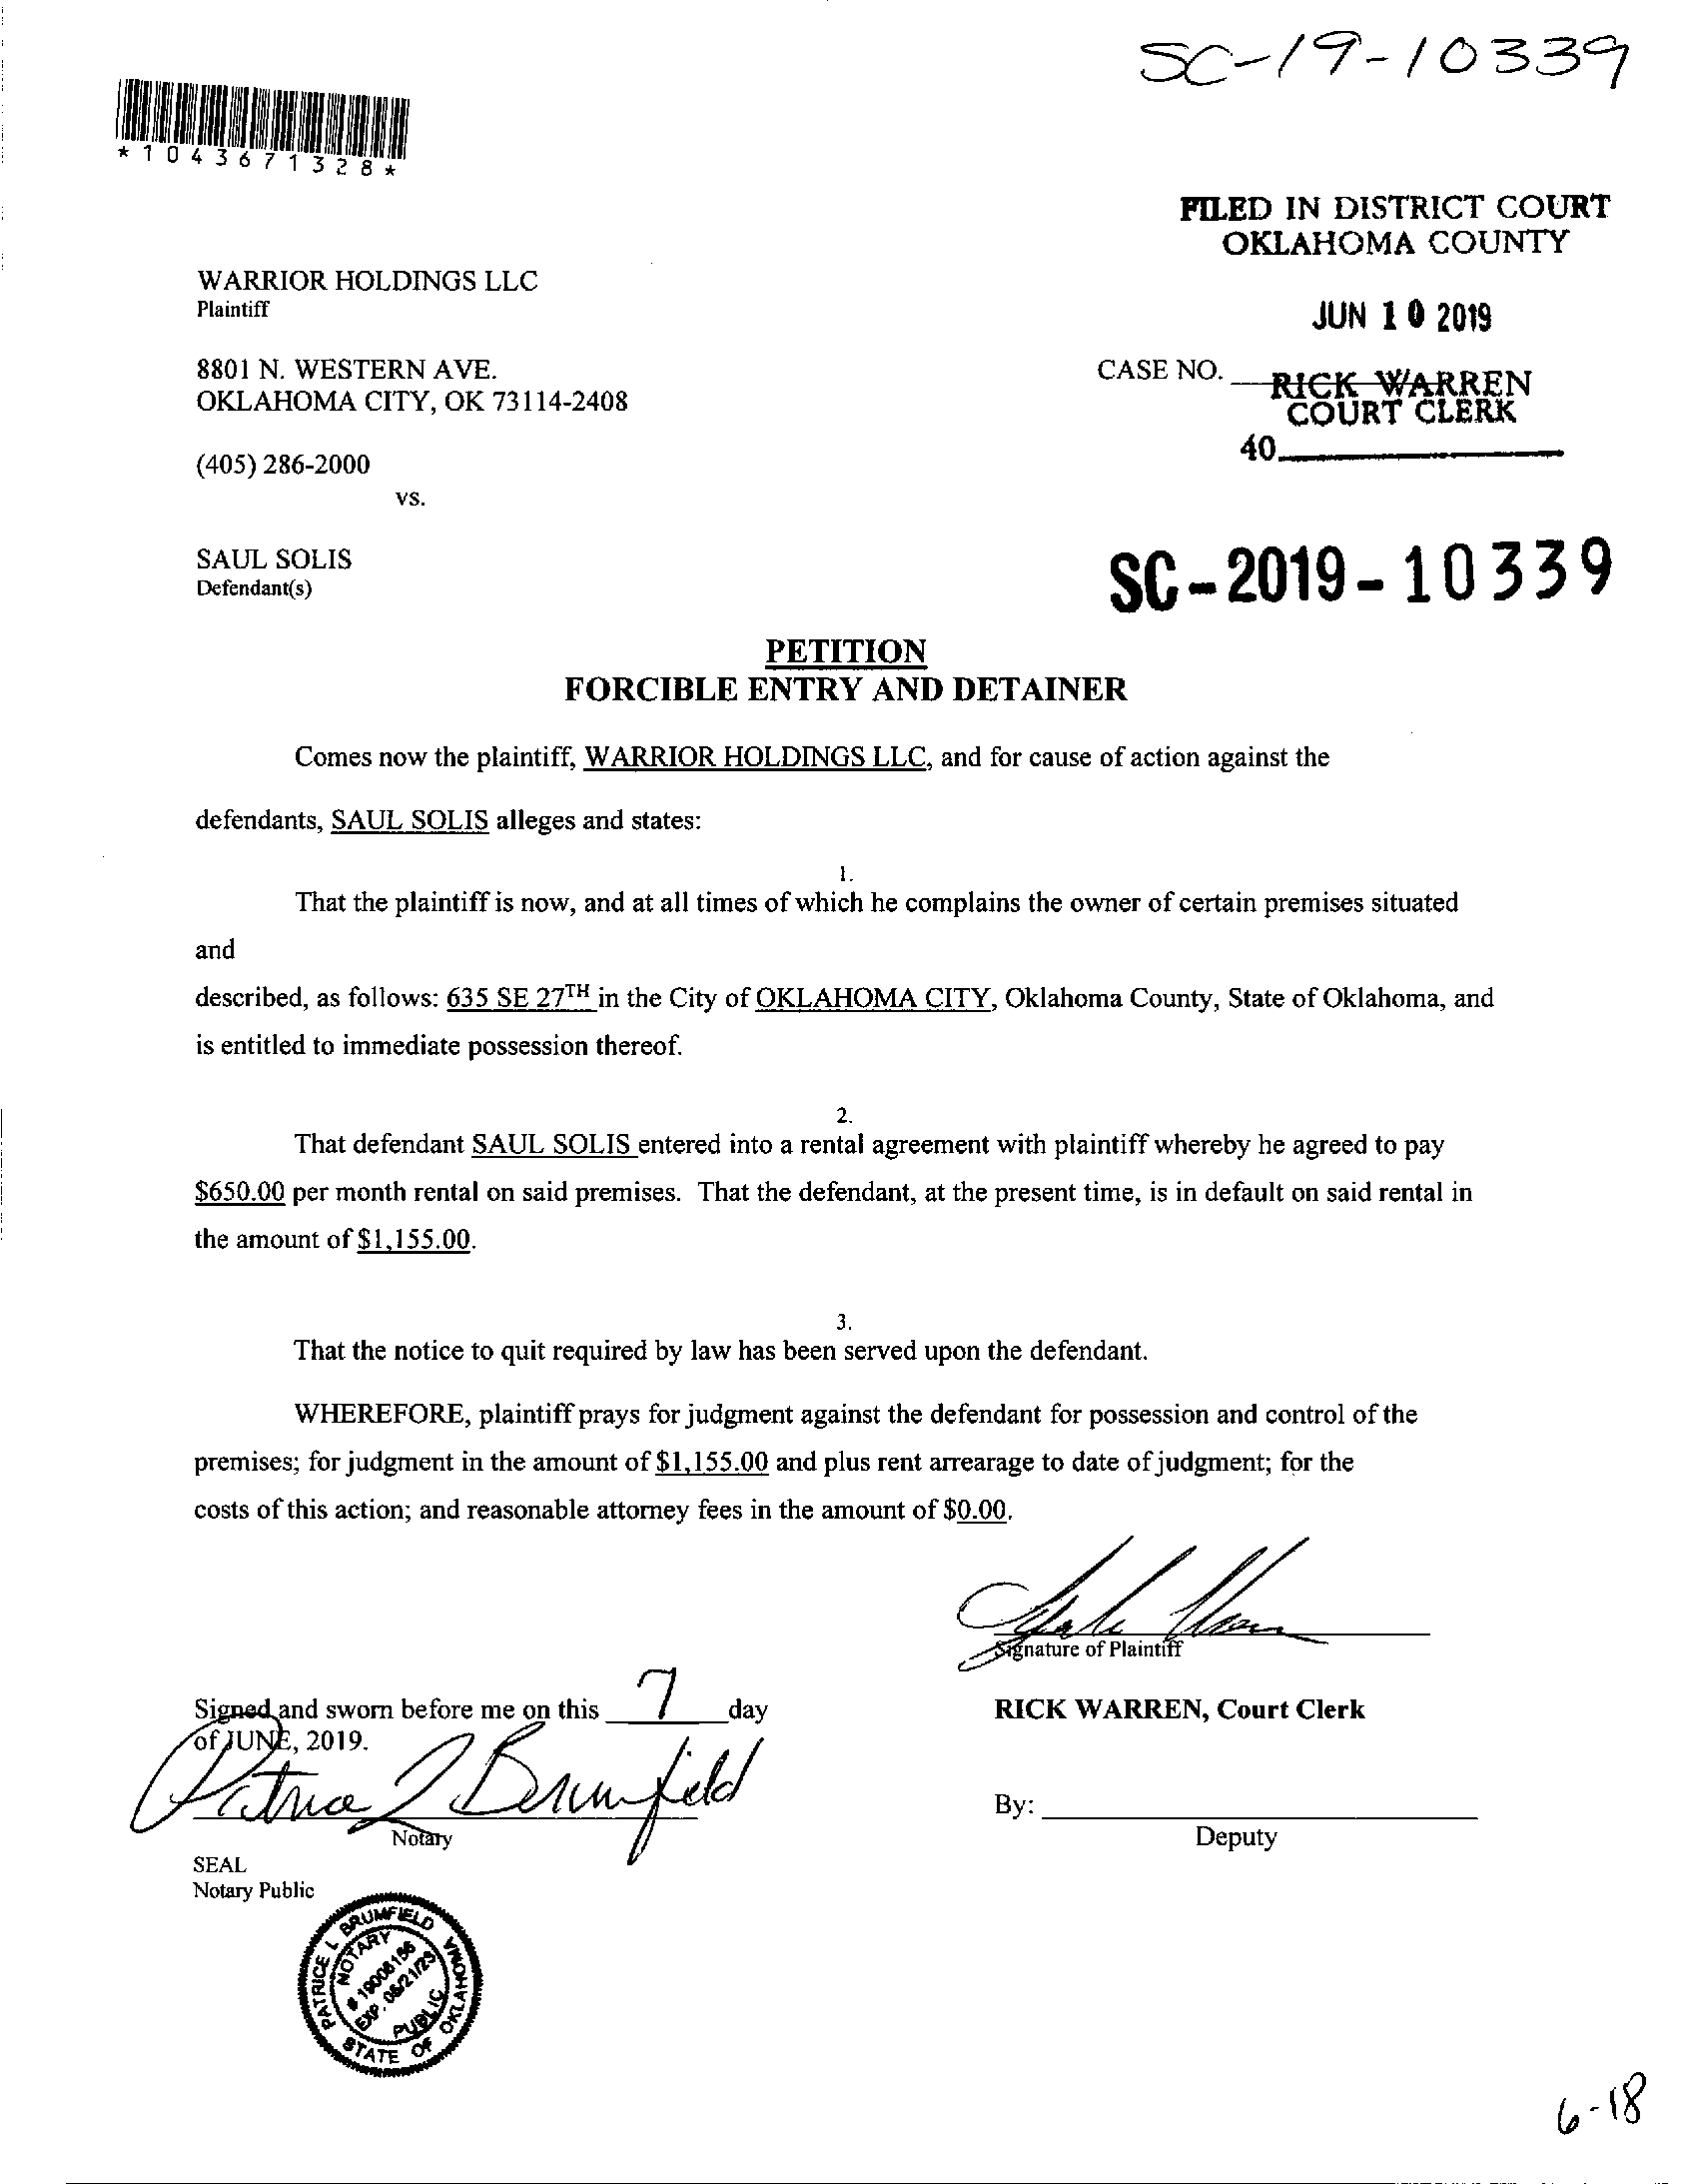 SC-19-10339
*1043671328*
FILED IN DISTRICT COURT
OKLAHOMA COUNTY
WARRIOR HOLDINGS LLC
Plaintiff
JUN 10 2019
8801 N. WESTERN AVE.
OKLAHOMA CITY, OK 73114-2408
CASE NO.
RICK WARREN
COURT CLERK
40
(405) 286-2000
vs.
SAUL SOLIS
Defendant(s)
SC-2019-10339
PETITION
FORCIBLE ENTRY AND DETAINER
Comes now the plaintiff, WARRIOR HOLDINGS LLC, and for cause of action against the
defendants, SAUL SOLIS alleges and states:
1.
That the plaintiff is now, and at all times of which he complains the owner of certain premises situated
and
described, as follows: 635 SE 27TH in the City of OKLAHOMA CITY, Oklahoma County, State of Oklahoma, and
is entitled to immediate possession thereof.
2.
That defendant SAUL SOLIS entered into a rental agreement with plaintiff whereby he agreed to pay
$650.00 per month rental on said premises. That the defendant, at the present time, is in default on said rental in
the amount of $1,155.00.
3.
That the notice to quit required by law has been served upon the defendant.
WHEREFORE, plaintiff prays for judgment against the defendant for possession and control of the
premises; for judgment in the amount of $1,155.00 and plus rent arrearage to date of judgment; for the
costs of this action; and reasonable attorney fees in the amount of $0.00.
Signature of Plaintiff
Signed and sworn before me on this 7 day
of JUNE, 2019.
RICK WARREN, Court Clerk
Patrice L Brumfield
Notary
By:
Deputy
SEAL
Notary Public
PATRICE L BRUMFIELD
NOTARY
# 19006156
EXP. 06/21/23
PUBLIC
STATE OF OKLAHOMA
6-18